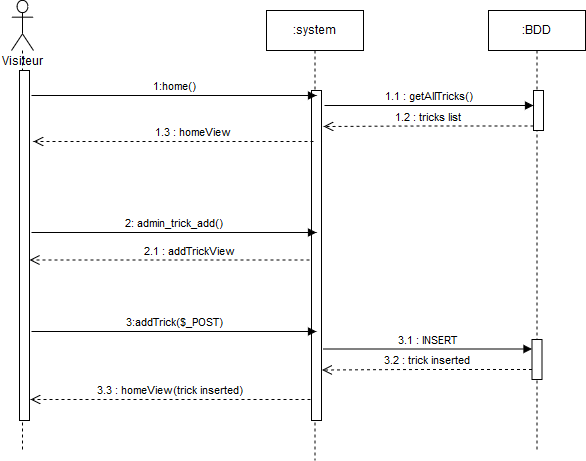 :system
:BDD
Visiteur
1:home()
1.1 : getAllTricks()
1.2 : tricks list
1.3 : homeView
2: admin_trick_add()
2.1 : addTrickView
3:addTrick($_POST)
3.1 : INSERT
3.2 : trick inserted
3.3 : homeView(trick inserted)